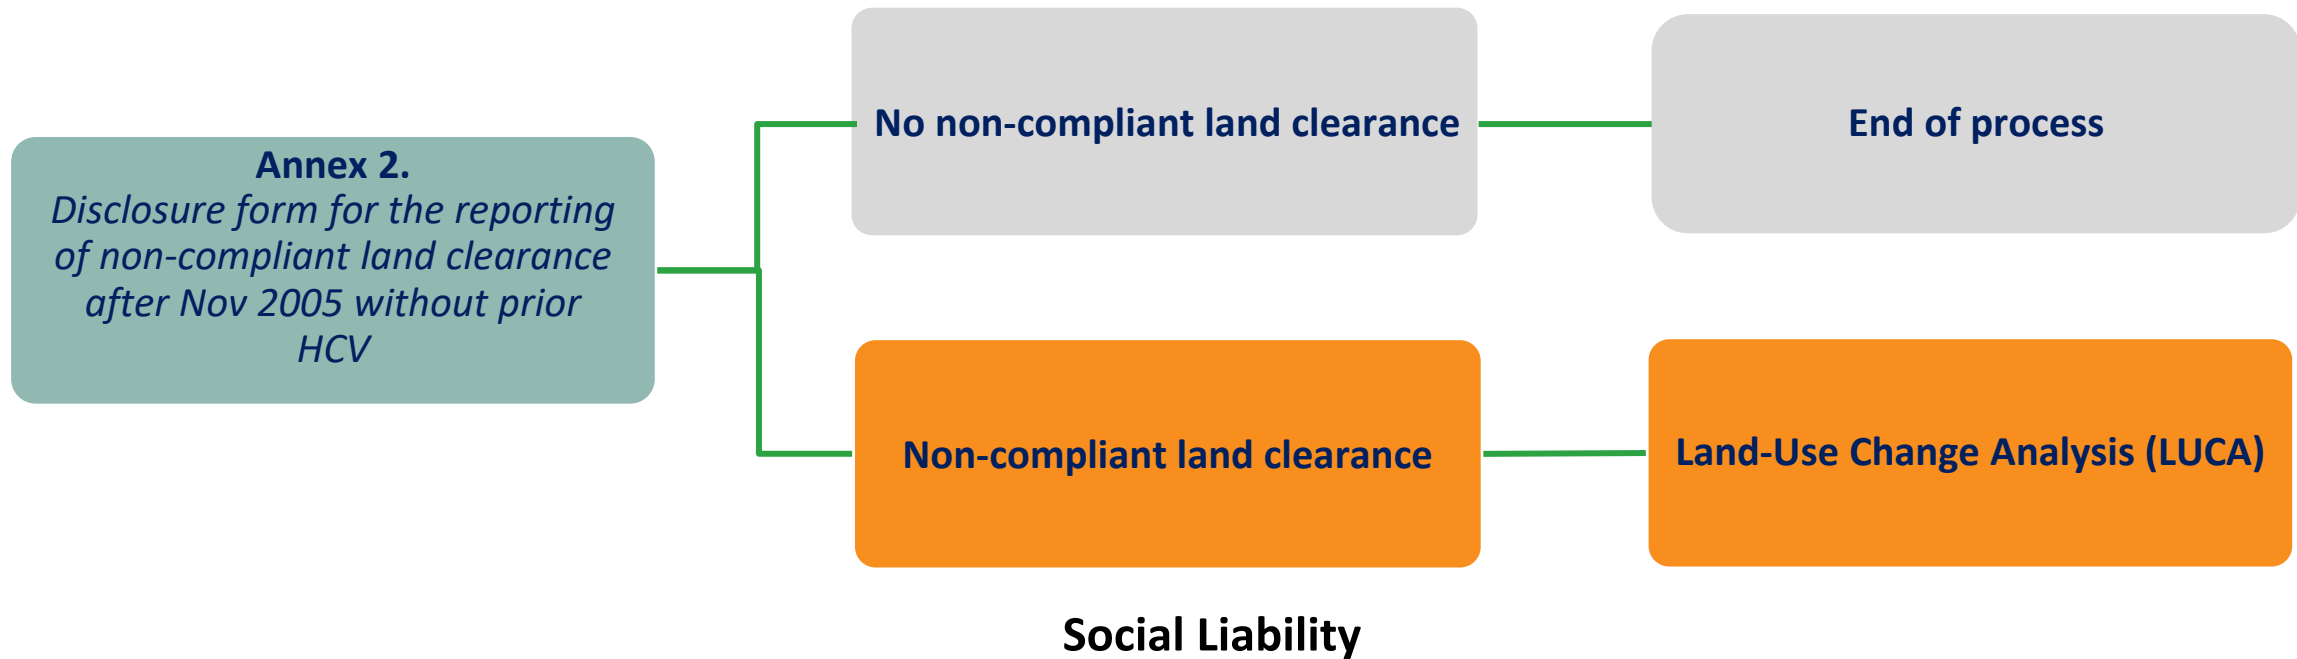 No non-compliant land clearance
End of process
Annex 2.
Disclosure form for the reporting
of non-compliant land clearance
after Nov 2005 without prior
HCV
Non-compliant land clearance
Land-Use Change Analysis (LUCA)
Social Liability